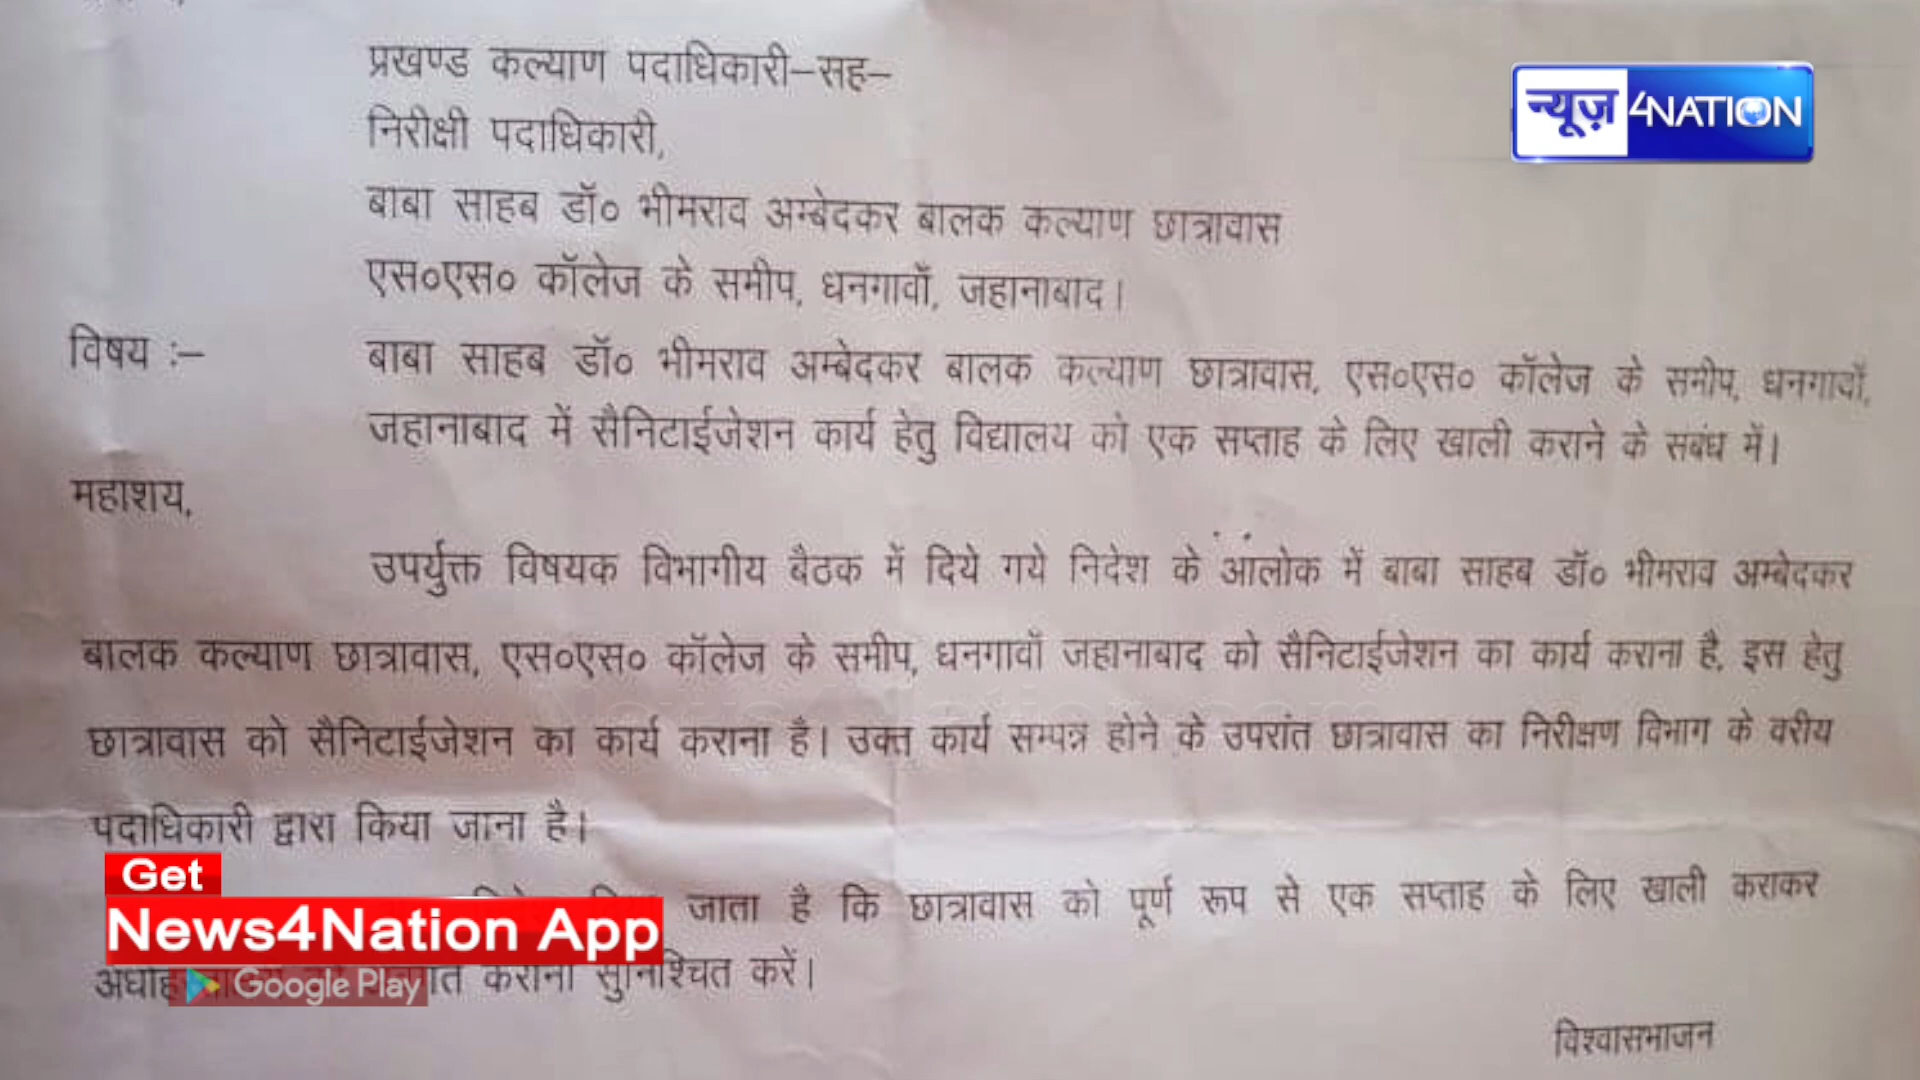 प्रखण्ड कल्याण पदाधिकारी–सह–
न्यूज़ 4NATION
निरीक्षी पदाधिकारी,
बाबा साहब डॉ० भीमराव अम्बेदकर बालक कल्याण छात्रावास
एस०एस० कॉलेज के समीप, धनगावाँ, जहानाबाद।
विषय :– बाबा साहब डॉ० भीमराव अम्बेदकर बालक कल्याण छात्रावास, एस०एस० कॉलेज के समीप, धनगावाँ,
जहानाबाद में सैनिटाईजेशन कार्य हेतु विद्यालय को एक सप्ताह के लिए खाली कराने के सबंध में।
महाशय,
उपर्युक्त विषयक विभागीय बैठक में दिये गये निदेश के आलोक में बाबा साहब डॉ० भीमराव अम्बेदकर
बालक कल्याण छात्रावास, एस०एस० कॉलेज के समीप, धनगावाँ जहानाबाद को सैनिटाईजेशन का कार्य कराना है, इस हेतु
छात्रावास को सैनिटाईजेशन का कार्य कराना है। उक्त कार्य सम्पन्न होने के उपरांत छात्रावास का निरीक्षण विभाग के वरीय
पदाधिकारी द्वारा किया जाना है।
Get
जाता है कि छात्रावास को पूर्ण रूप से एक सप्ताह के लिए खाली कराकर
News4Nation App
कराना सुनिश्चित करें।
Google Play
विश्वासभाजन